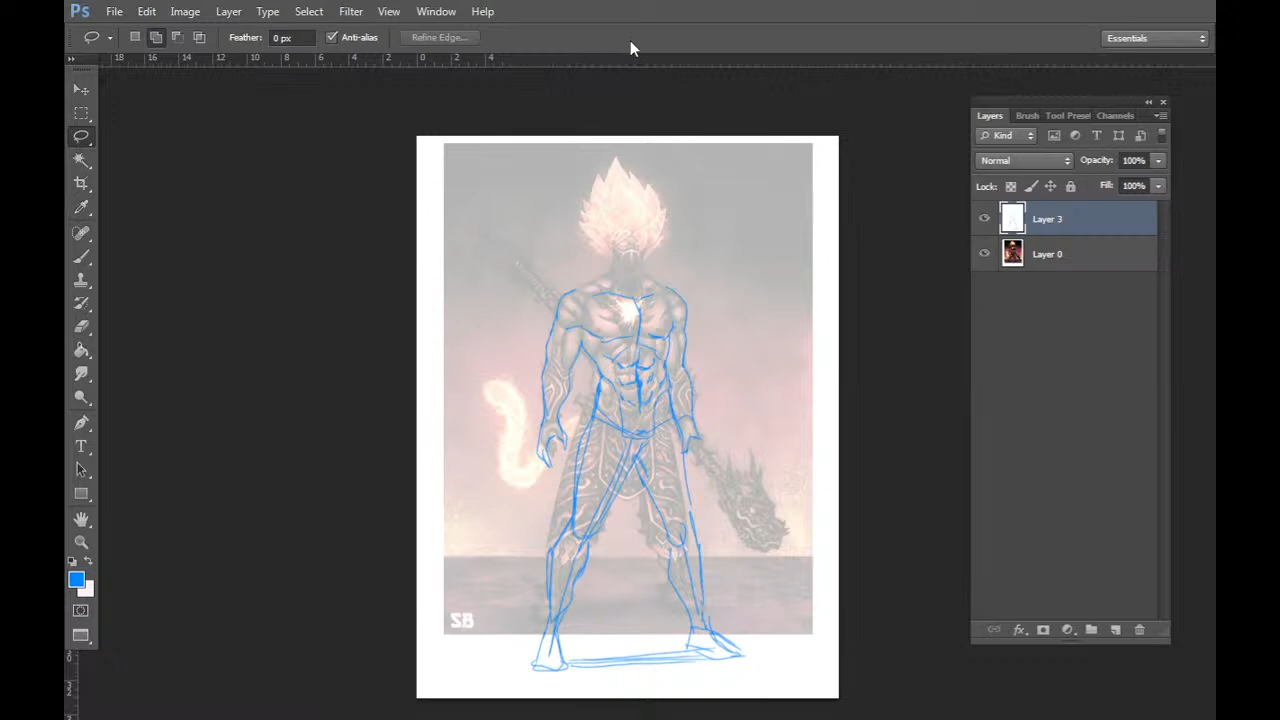 Ps File Edit Image Layer Type Select Filter View Window Help
Feather: 0 px Anti-alias Refine Edge... Essentials
18 16 14 12 10 8 6 4 2 0 2 4
Layers Brush Tool Preset Channels
Kind T
Normal Opacity: 100%
Lock: Fill: 100%
Layer 3
Layer 0
T
SB
fx